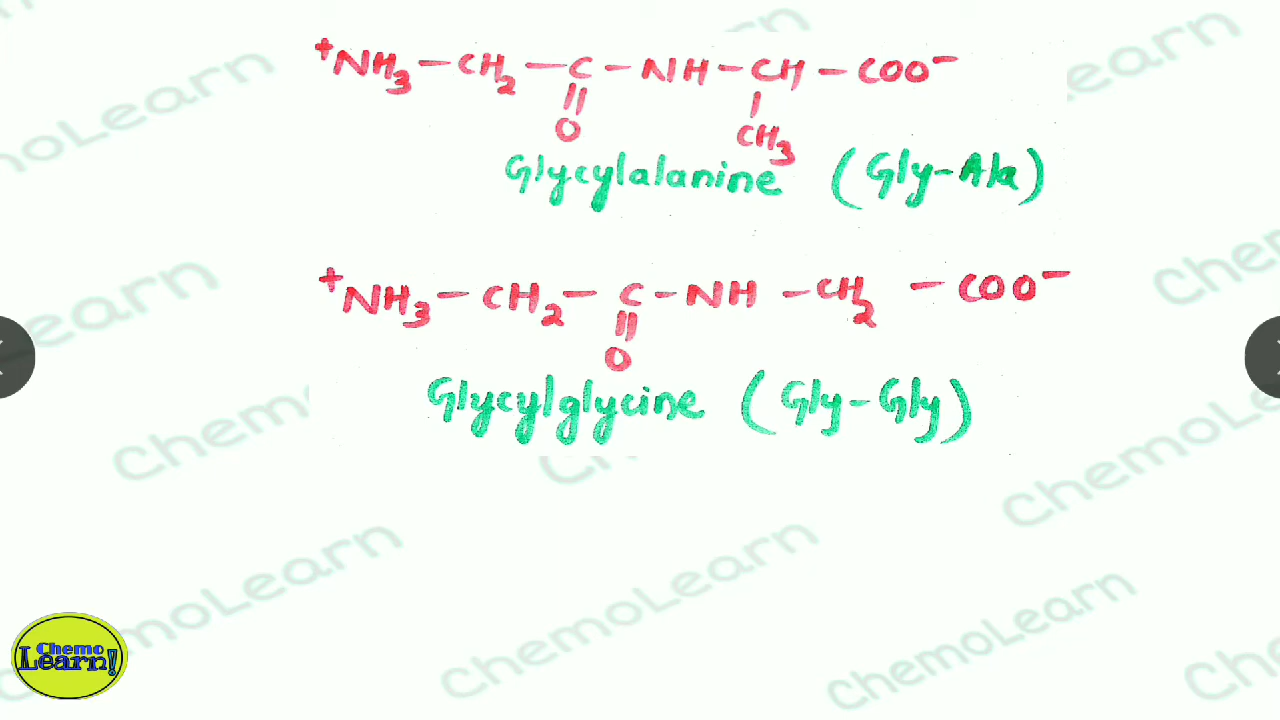 ⁺NH₃ — CH₂ — C — NH — CH — COO⁻
|| |
O CH₃
Glycylalanine (Gly-Ala)
⁺NH₃ — CH₂ — C — NH — CH₂ — COO⁻
||
O
Glycylglycine (Gly-Gly)
Chemo
Learn!
ChemoLearn